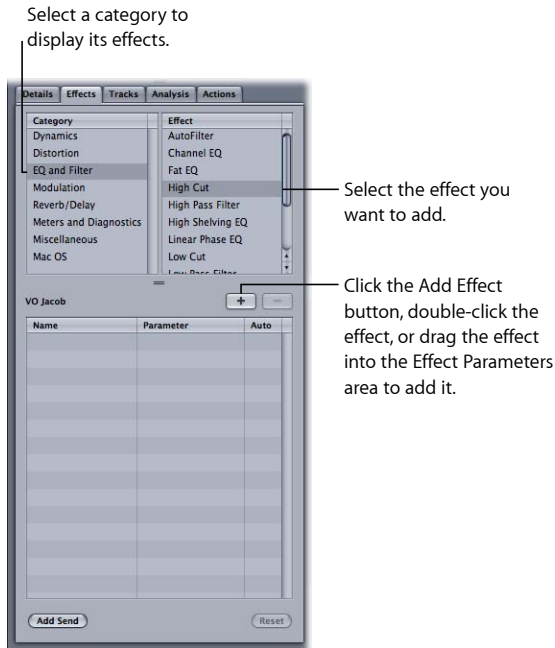 Select a category to
display its effects.
Details Effects Tracks Analysis Actions
Category Effect
Dynamics AutoFilter
Distortion Channel EQ
EQ and Filter Fat EQ
Modulation High Cut
Reverb/Delay High Pass Filter
Meters and Diagnostics High Shelving EQ
Miscellaneous Linear Phase EQ
Mac OS Low Cut
Low Pass Filter
Select the effect you
want to add.
VO Jacob + −
Click the Add Effect
button, double-click the
effect, or drag the effect
into the Effect Parameters
area to add it.
Name Parameter Auto
Add Send Reset